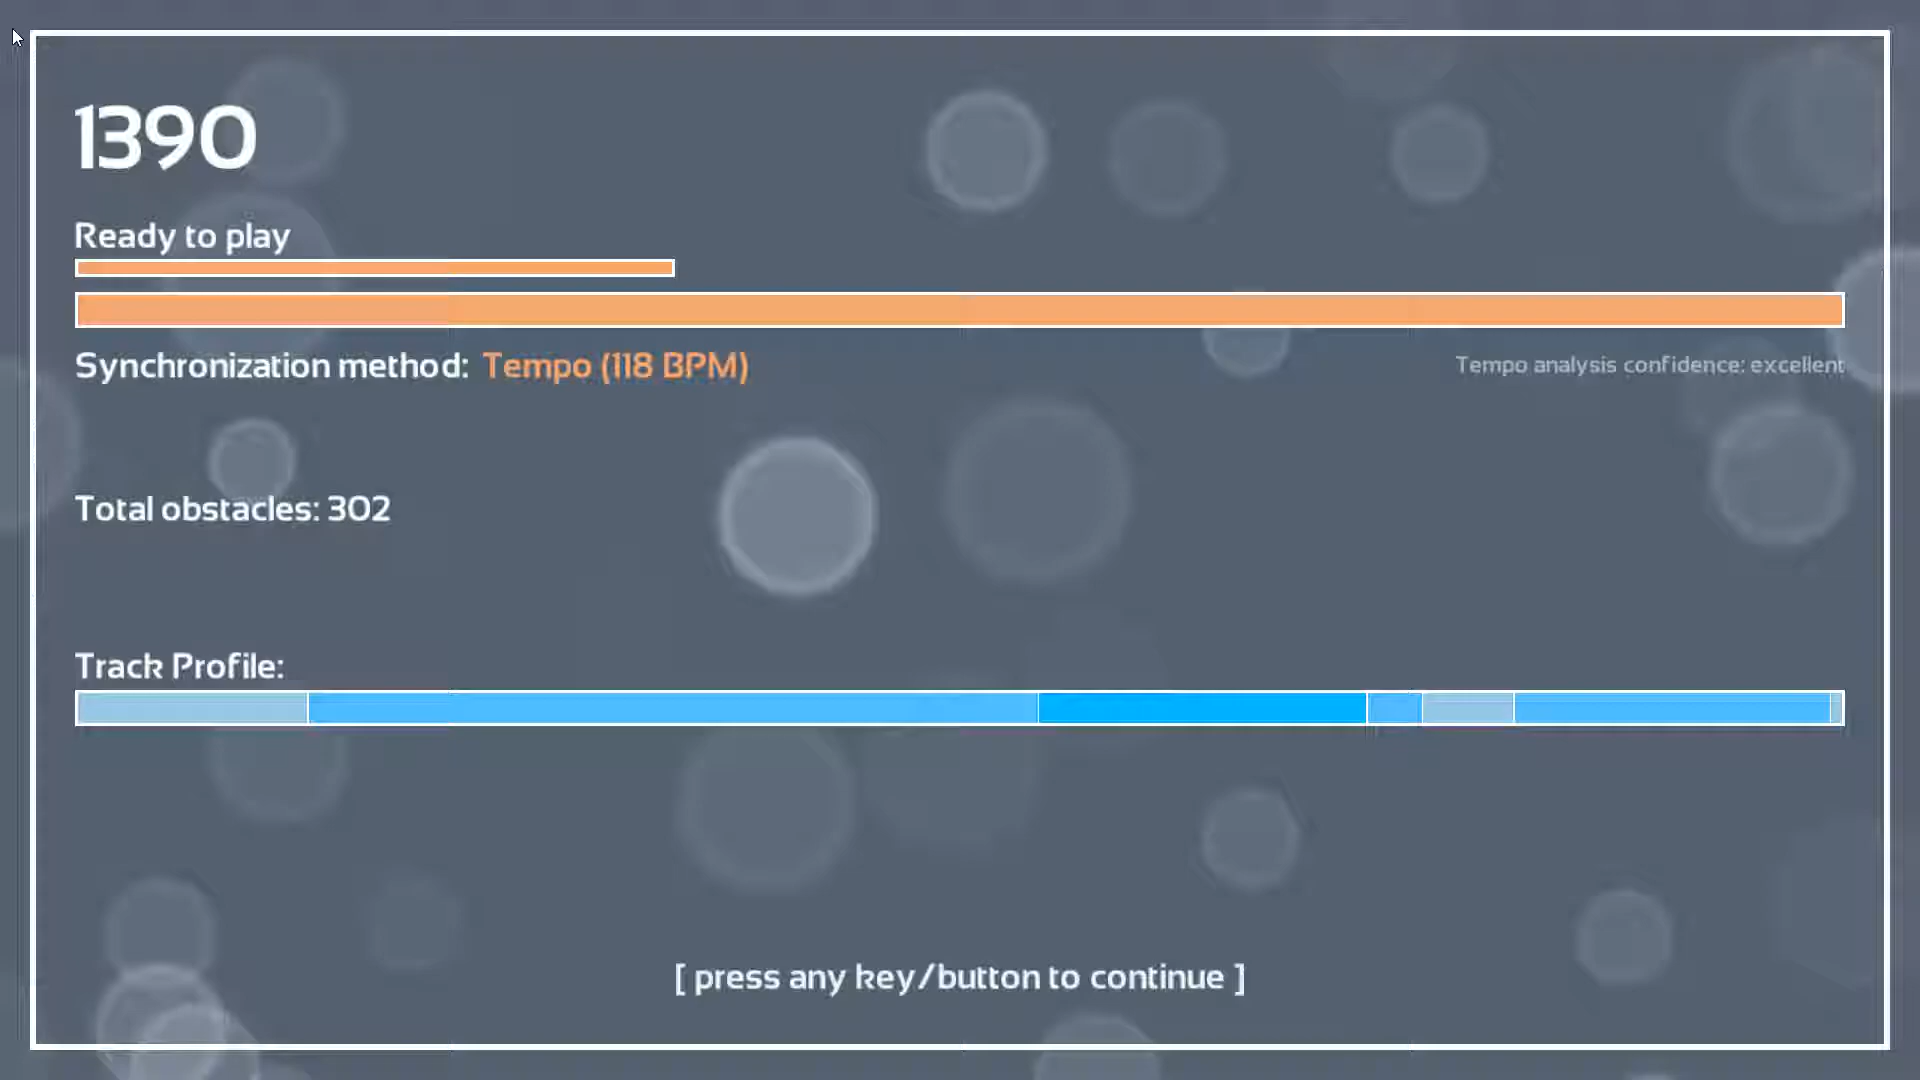 1390
Ready to play
Synchronization method: Tempo (118 BPM)
Tempo analysis confidence: excellent
Total obstacles: 302
Track Profile:
[ press any key/button to continue ]